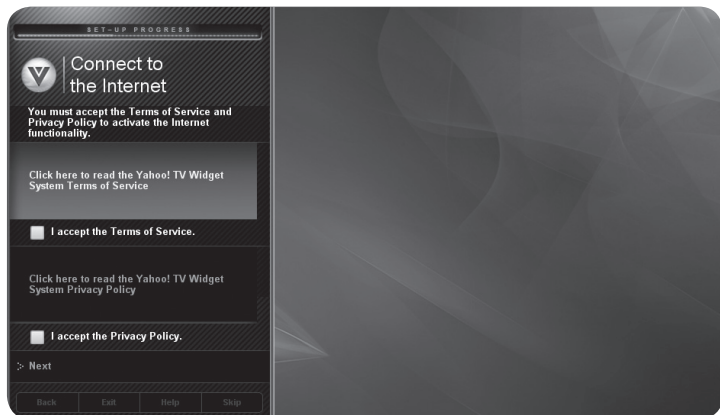 SET-UP PROGRESS
V
Connect to
the Internet
You must accept the Terms of Service and
Privacy Policy to activate the Internet
functionality.
Click here to read the Yahoo! TV Widget
System Terms of Service
I accept the Terms of Service.
Click here to read the Yahoo! TV Widget
System Privacy Policy
I accept the Privacy Policy.
Next
Back Exit Help Skip